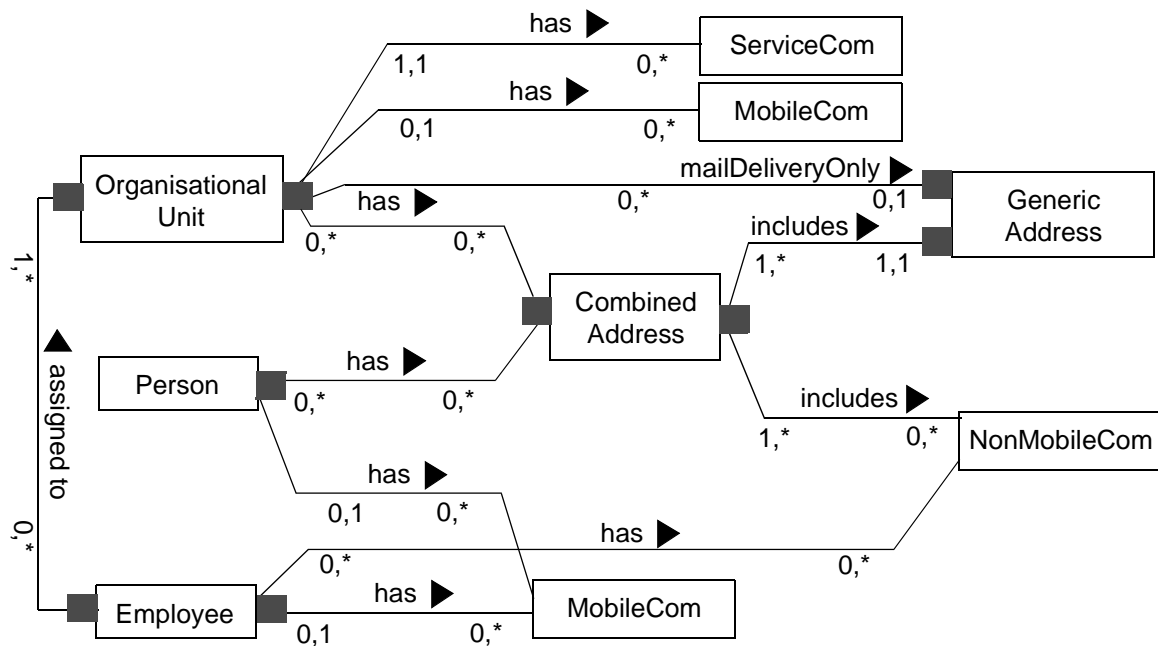 has
ServiceCom
1,1
0,*
has
MobileCom
0,1
0,*
mailDeliveryOnly
Organisational
Unit
has
0,*
0,1
Generic
Address
0,*
0,*
includes
1,*
1,1
1,*
Combined
Address
assigned to
Person
has
0,*
0,*
includes
1,*
0,*
NonMobileCom
has
0,1
0,*
has
0,*
0,*
0,*
Employee
has
0,1
0,*
MobileCom